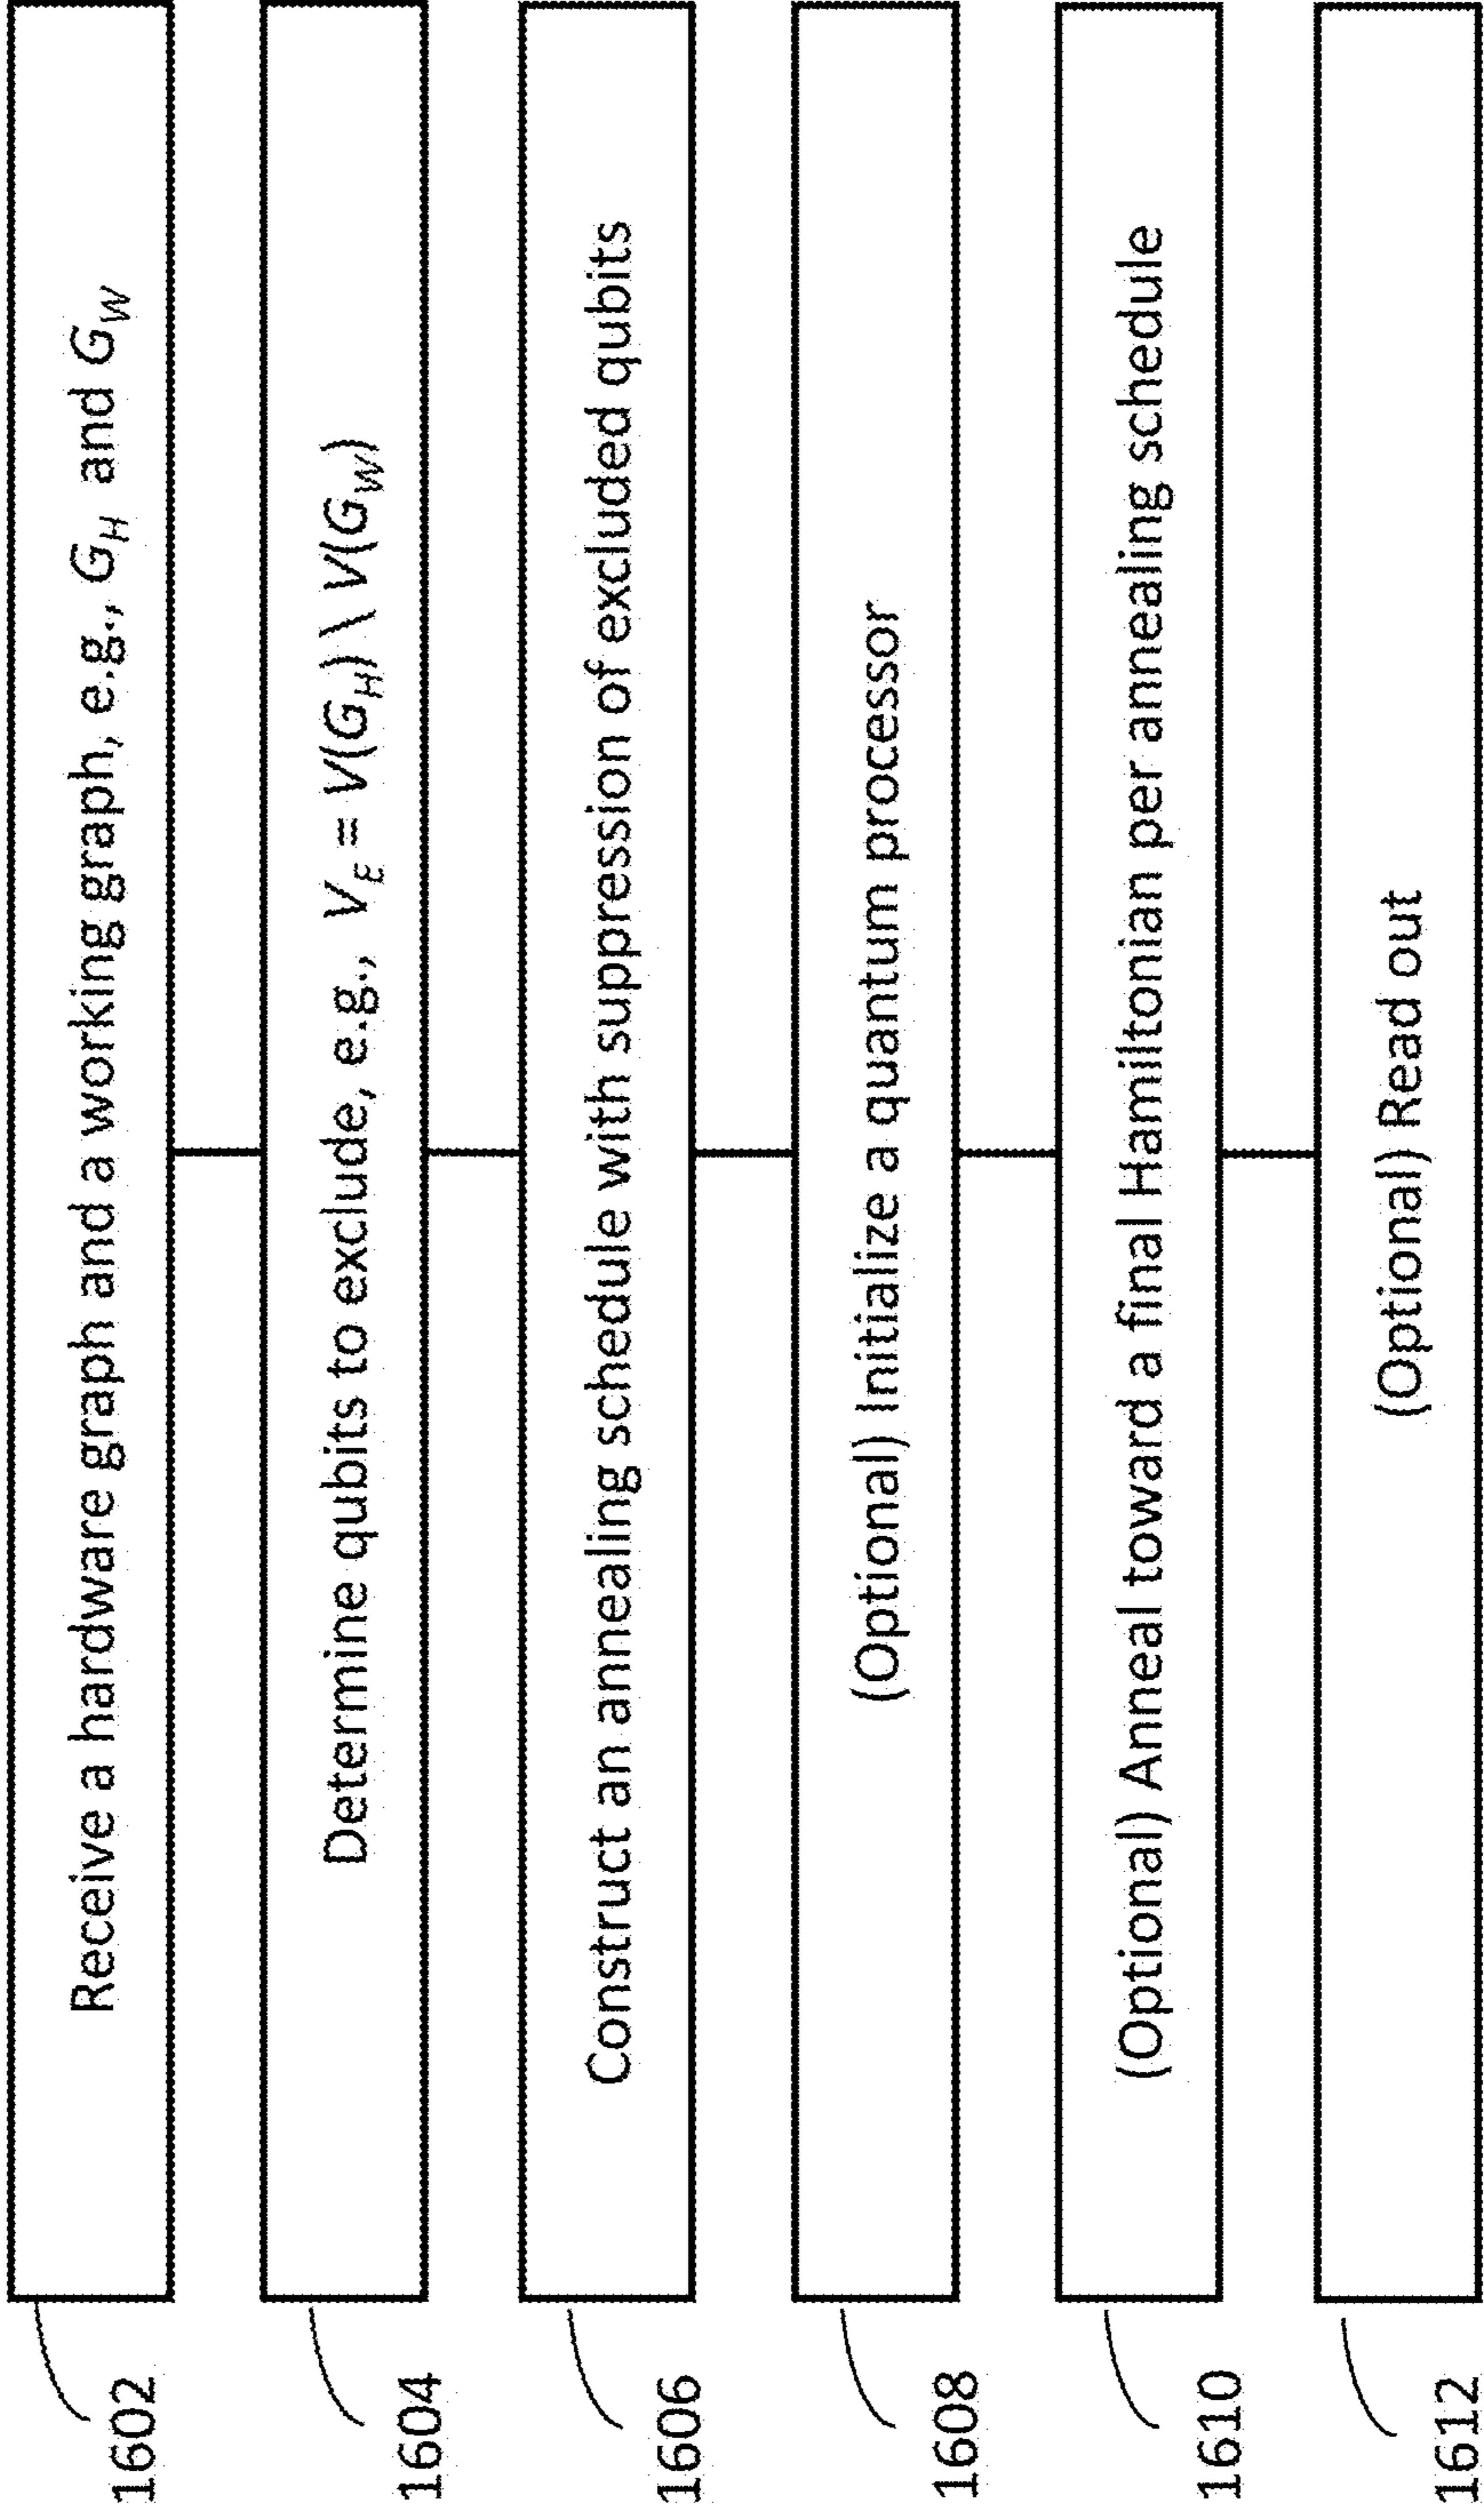 1602
Receive a hardware graph and a working graph, e.g., G_H and G_W
1604
Determine qubits to exclude, e.g., V_E = V(G_H) \ V(G_W)
1606
Construct an annealing schedule with suppression of excluded qubits
1608
(Optional) Initialize a quantum processor
1610
(Optional) Anneal toward a final Hamiltonian per annealing schedule
1612
(Optional) Read out